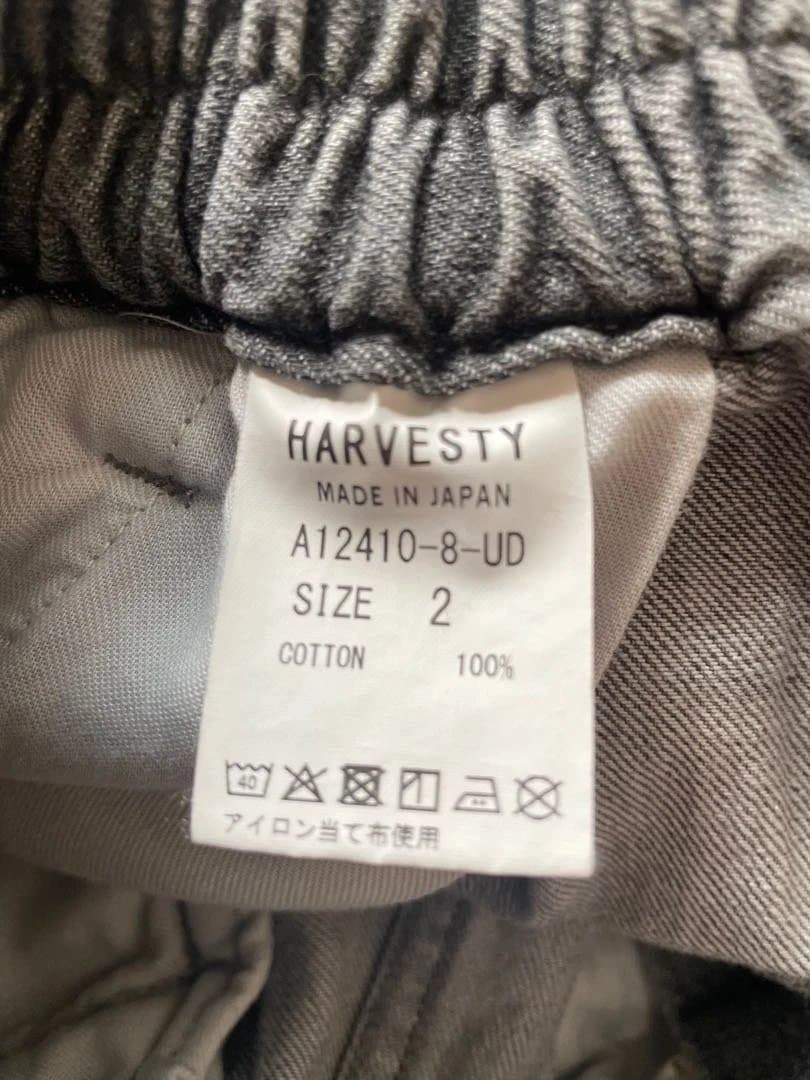 HARVESTY
MADE IN JAPAN
A12410-8-UD
SIZE 2
COTTON 100%
40
アイロン当て布使用